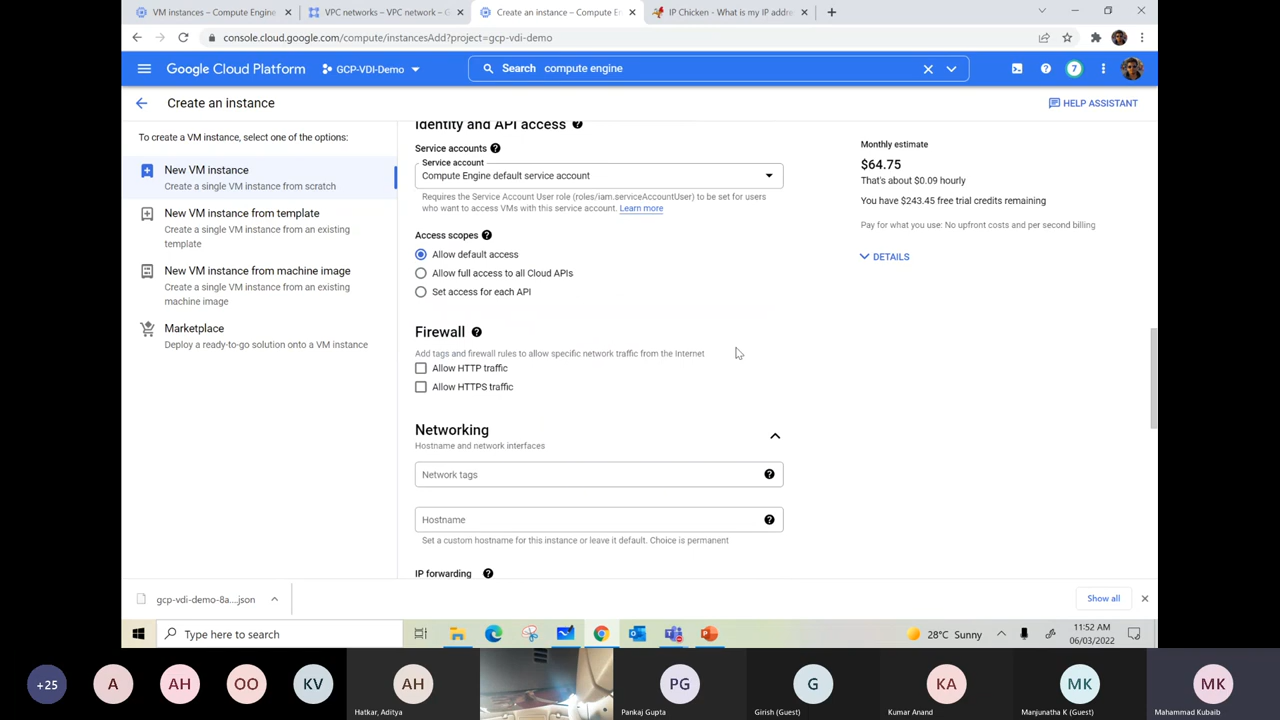 VM instances – Compute Engine
VPC networks – VPC network – G
Create an instance – Compute En
IP Chicken - What is my IP addre
console.cloud.google.com/compute/instancesAdd?project=gcp-vdi-demo
Google Cloud Platform
GCP-VDI-Demo
Search compute engine
7
Create an instance
HELP ASSISTANT
To create a VM instance, select one of the options:
New VM instance
Create a single VM instance from scratch
New VM instance from template
Create a single VM instance from an existing
template
New VM instance from machine image
Create a single VM instance from an existing
machine image
Marketplace
Deploy a ready-to-go solution onto a VM instance
Identity and API access
Service accounts
Service account
Compute Engine default service account
Requires the Service Account User role (roles/iam.serviceAccountUser) to be set for users
who want to access VMs with this service account. Learn more
Access scopes
Allow default access
Allow full access to all Cloud APIs
Set access for each API
Firewall
Add tags and firewall rules to allow specific network traffic from the Internet
Allow HTTP traffic
Allow HTTPS traffic
Networking
Hostname and network interfaces
Network tags
Hostname
Set a custom hostname for this instance or leave it default. Choice is permanent
IP forwarding
Monthly estimate
$64.75
That's about $0.09 hourly
You have $243.45 free trial credits remaining
Pay for what you use: No upfront costs and per second billing
DETAILS
gcp-vdi-demo-8a....json
Show all
Type here to search
28°C Sunny
11:52 AM
06/03/2022
+25
A
AH
OO
KV
AH
Hatkar, Aditya
PG
Pankaj Gupta
G
Girish (Guest)
KA
Kumar Anand
MK
Manjunatha K (Guest)
MK
Mahammad Kubaib